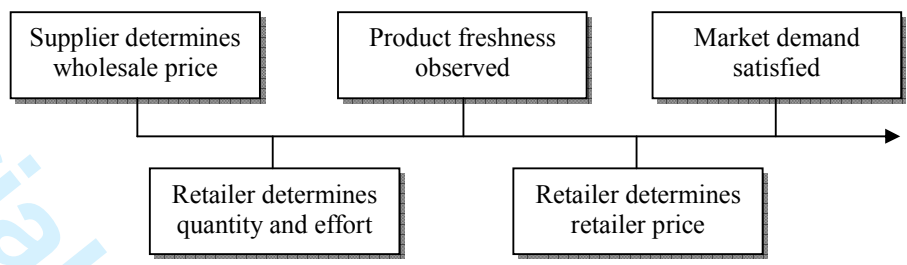 Supplier determines
wholesale price
Product freshness
observed
Market demand
satisfied
Retailer determines
quantity and effort
Retailer determines
retailer price